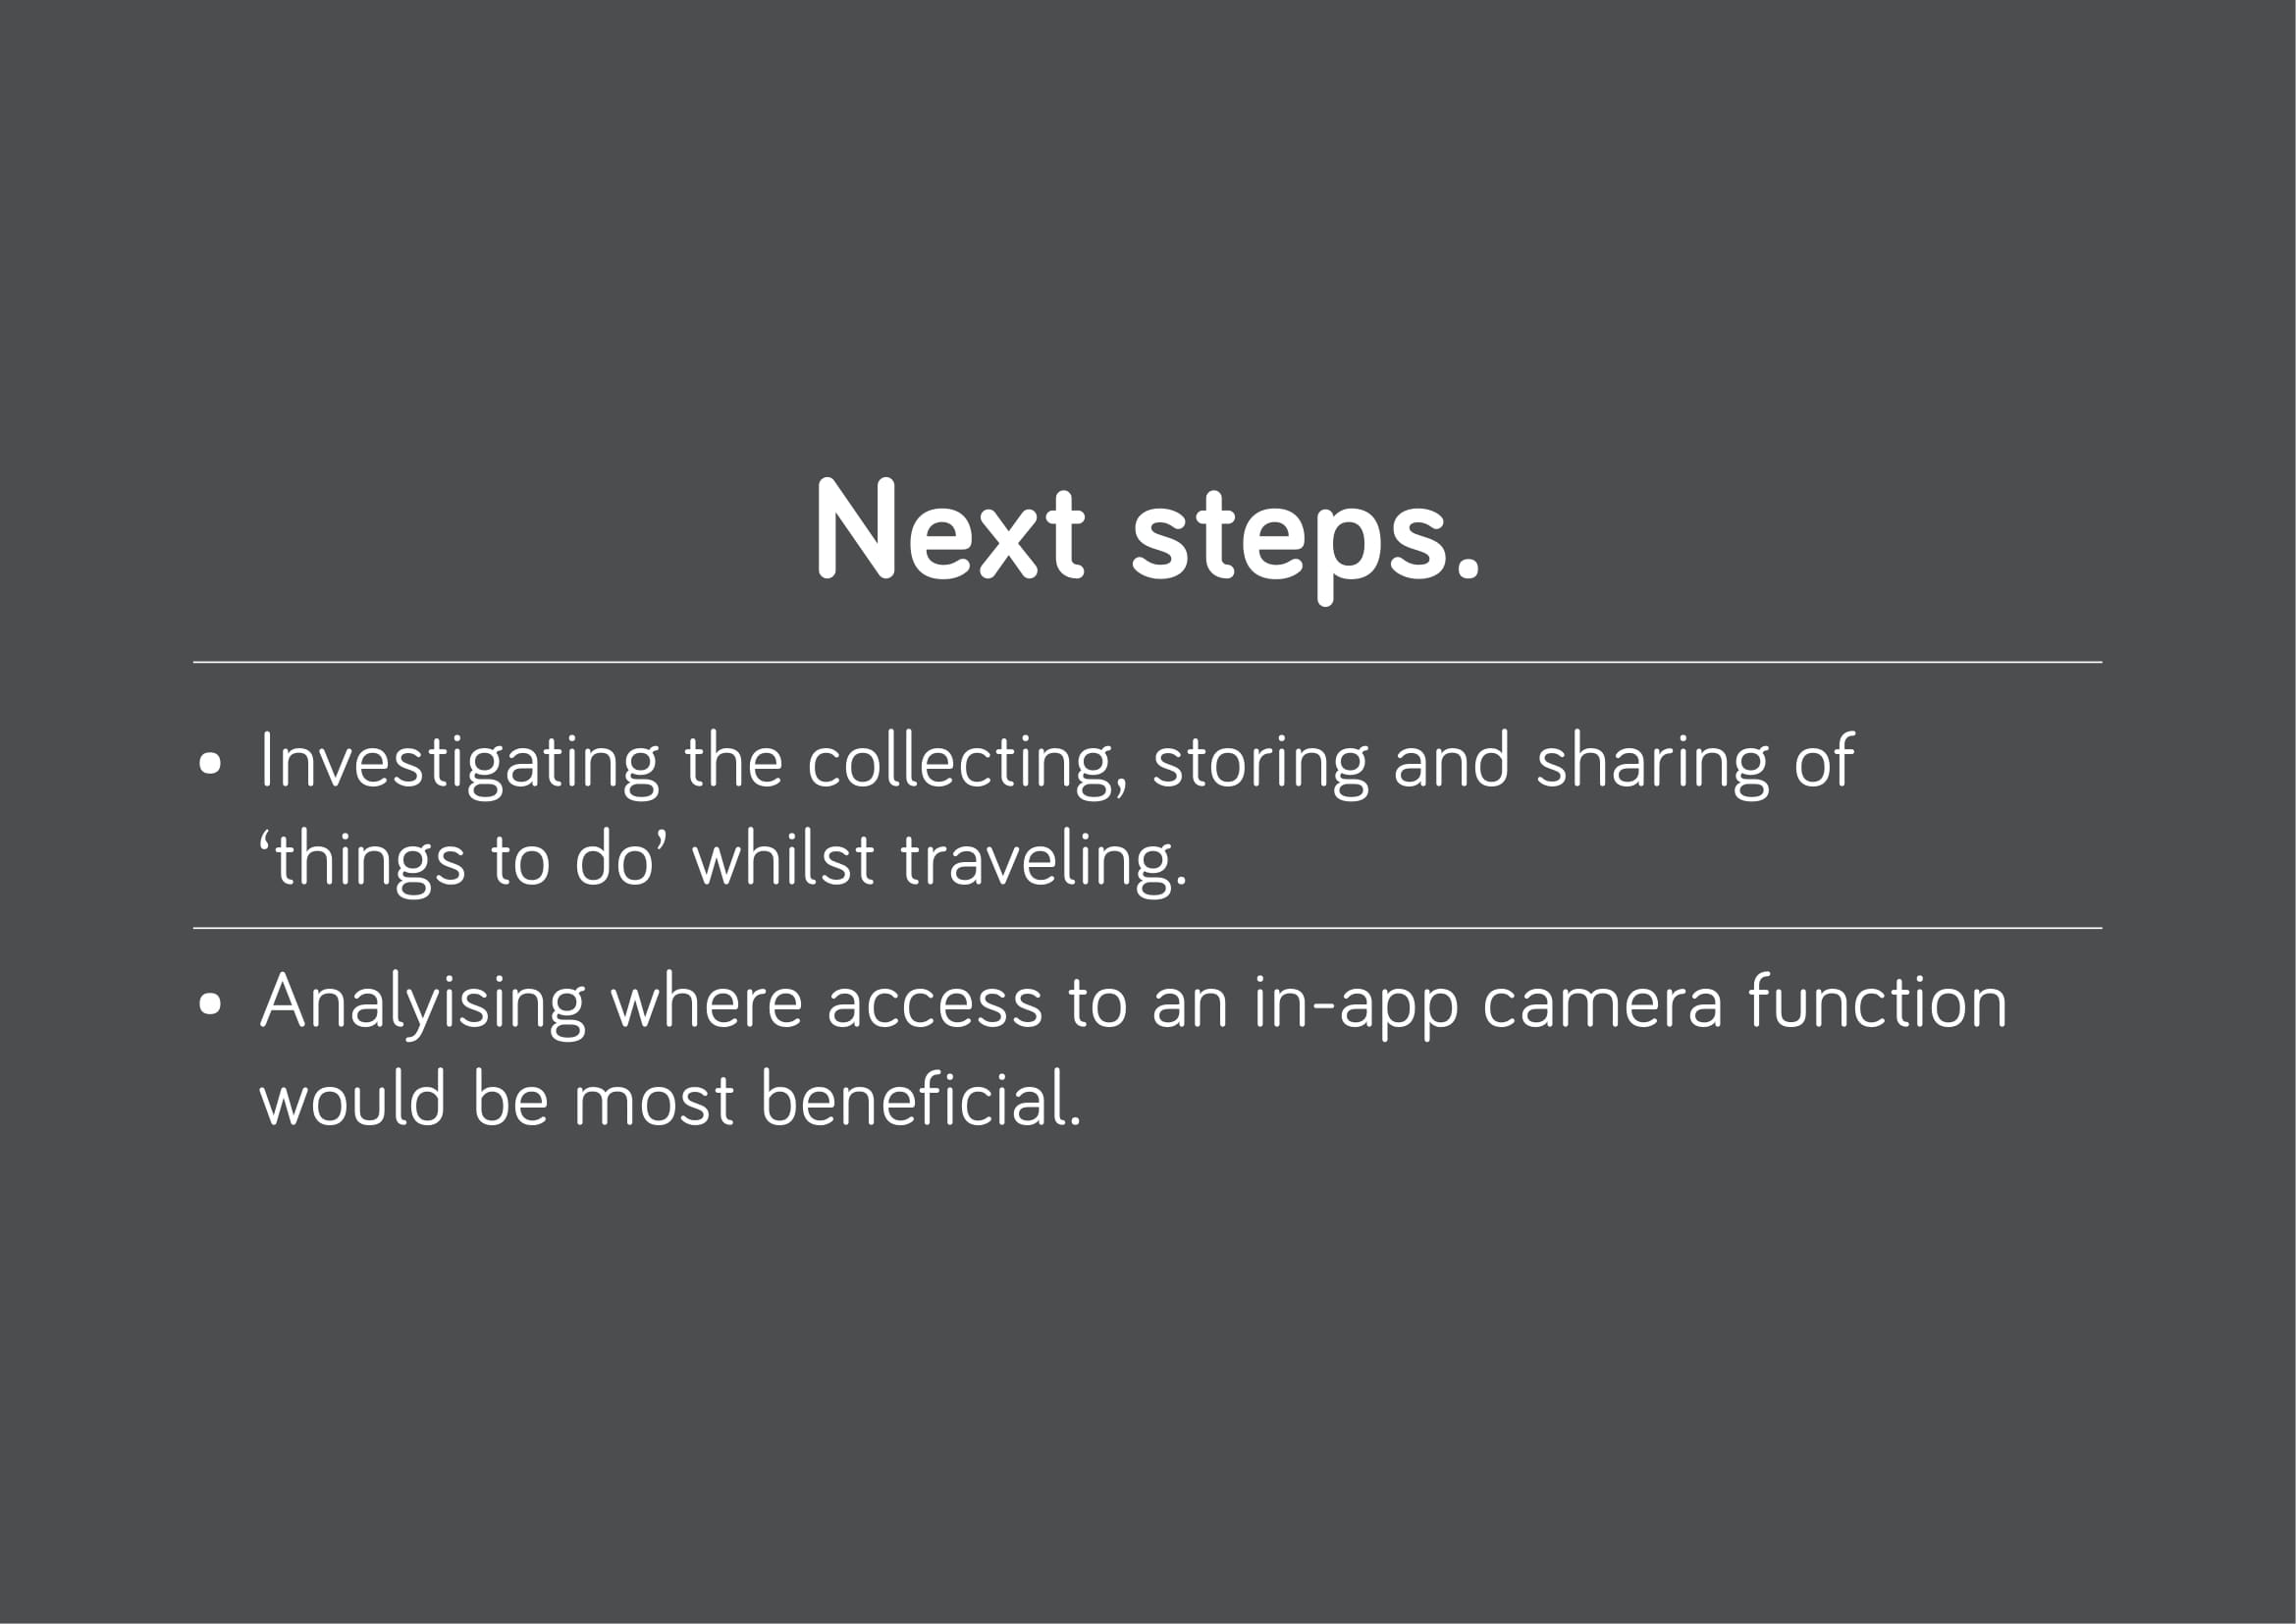 Next steps.
• Investigating the collecting, storing and sharing of
‘things to do’ whilst traveling.
• Analyising where access to an in-app camera function
would be most beneficial.